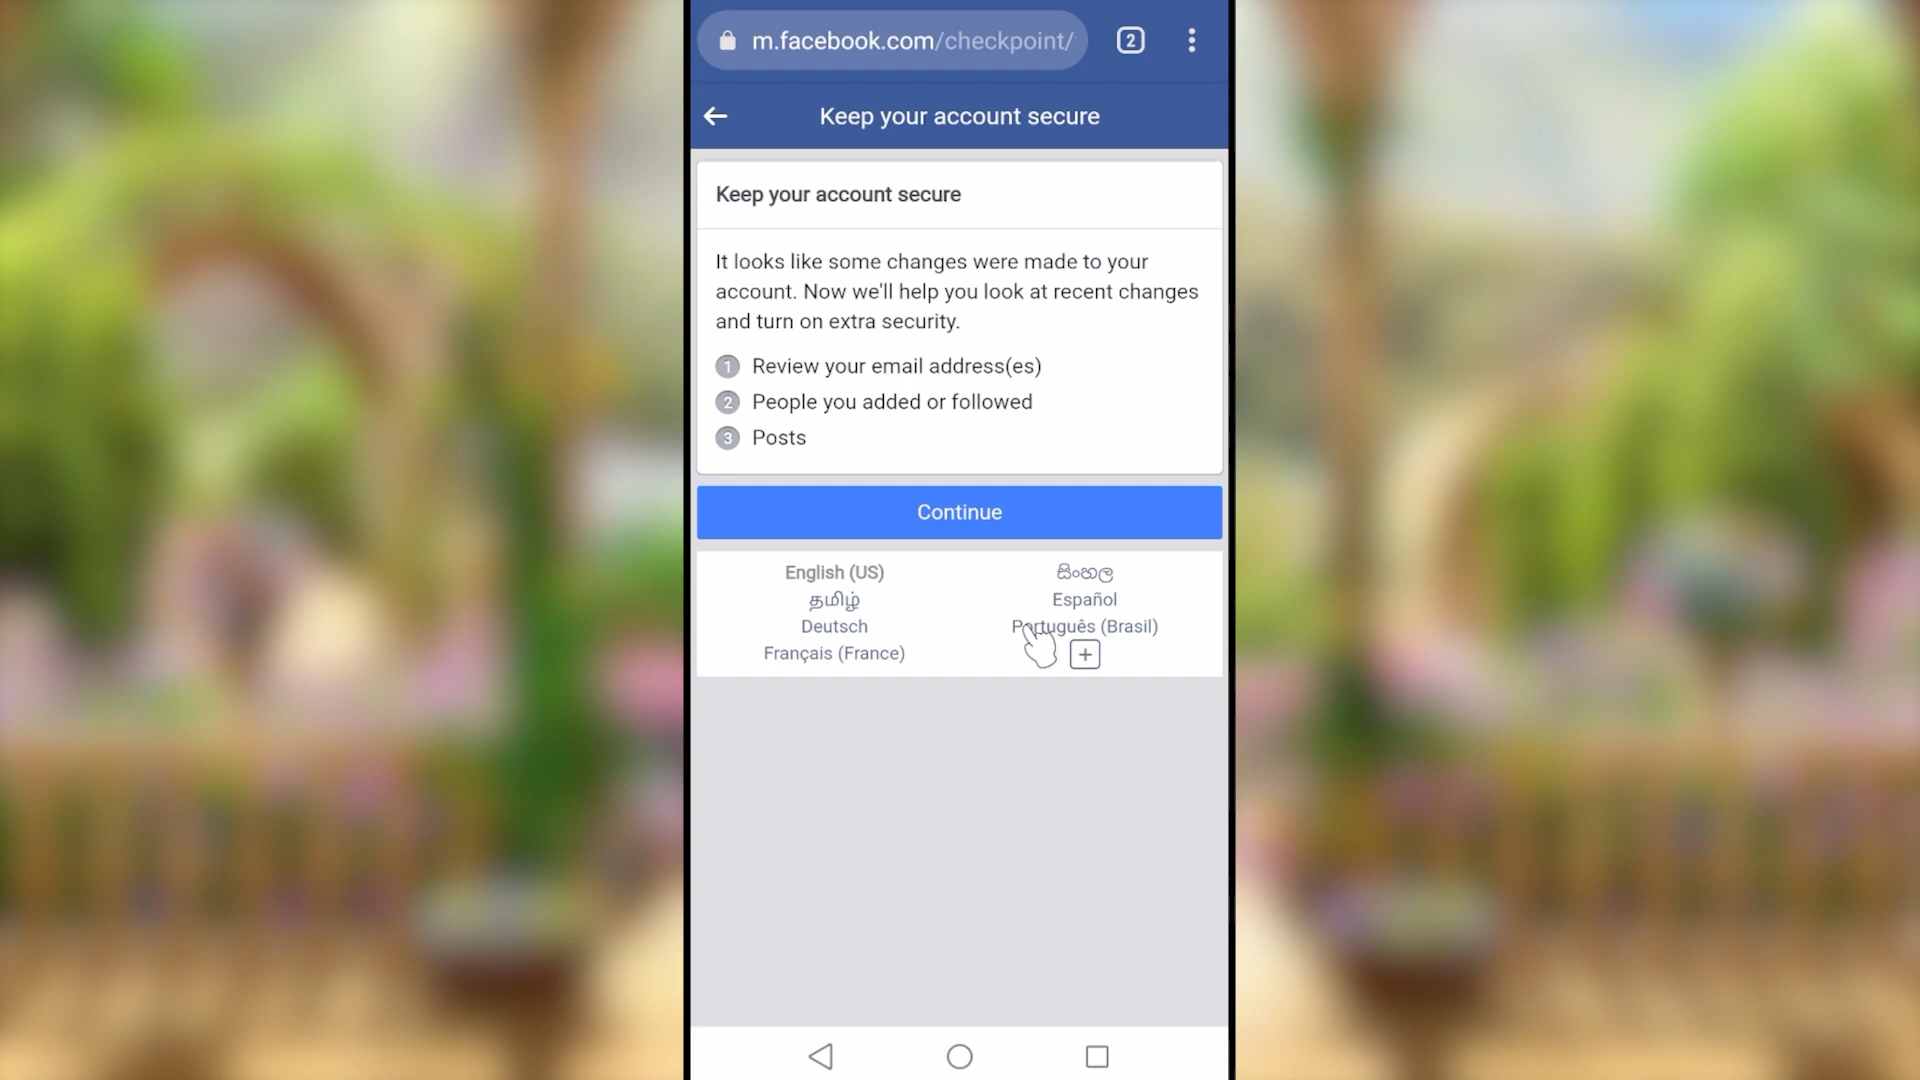 m.facebook.com/checkpoint/
2
Keep your account secure
Keep your account secure
It looks like some changes were made to your
account. Now we'll help you look at recent changes
and turn on extra security.
1 Review your email address(es)
2 People you added or followed
3 Posts
Continue
English (US)
සිංහල
தமிழ்
Español
Deutsch
Português (Brasil)
Français (France)
+